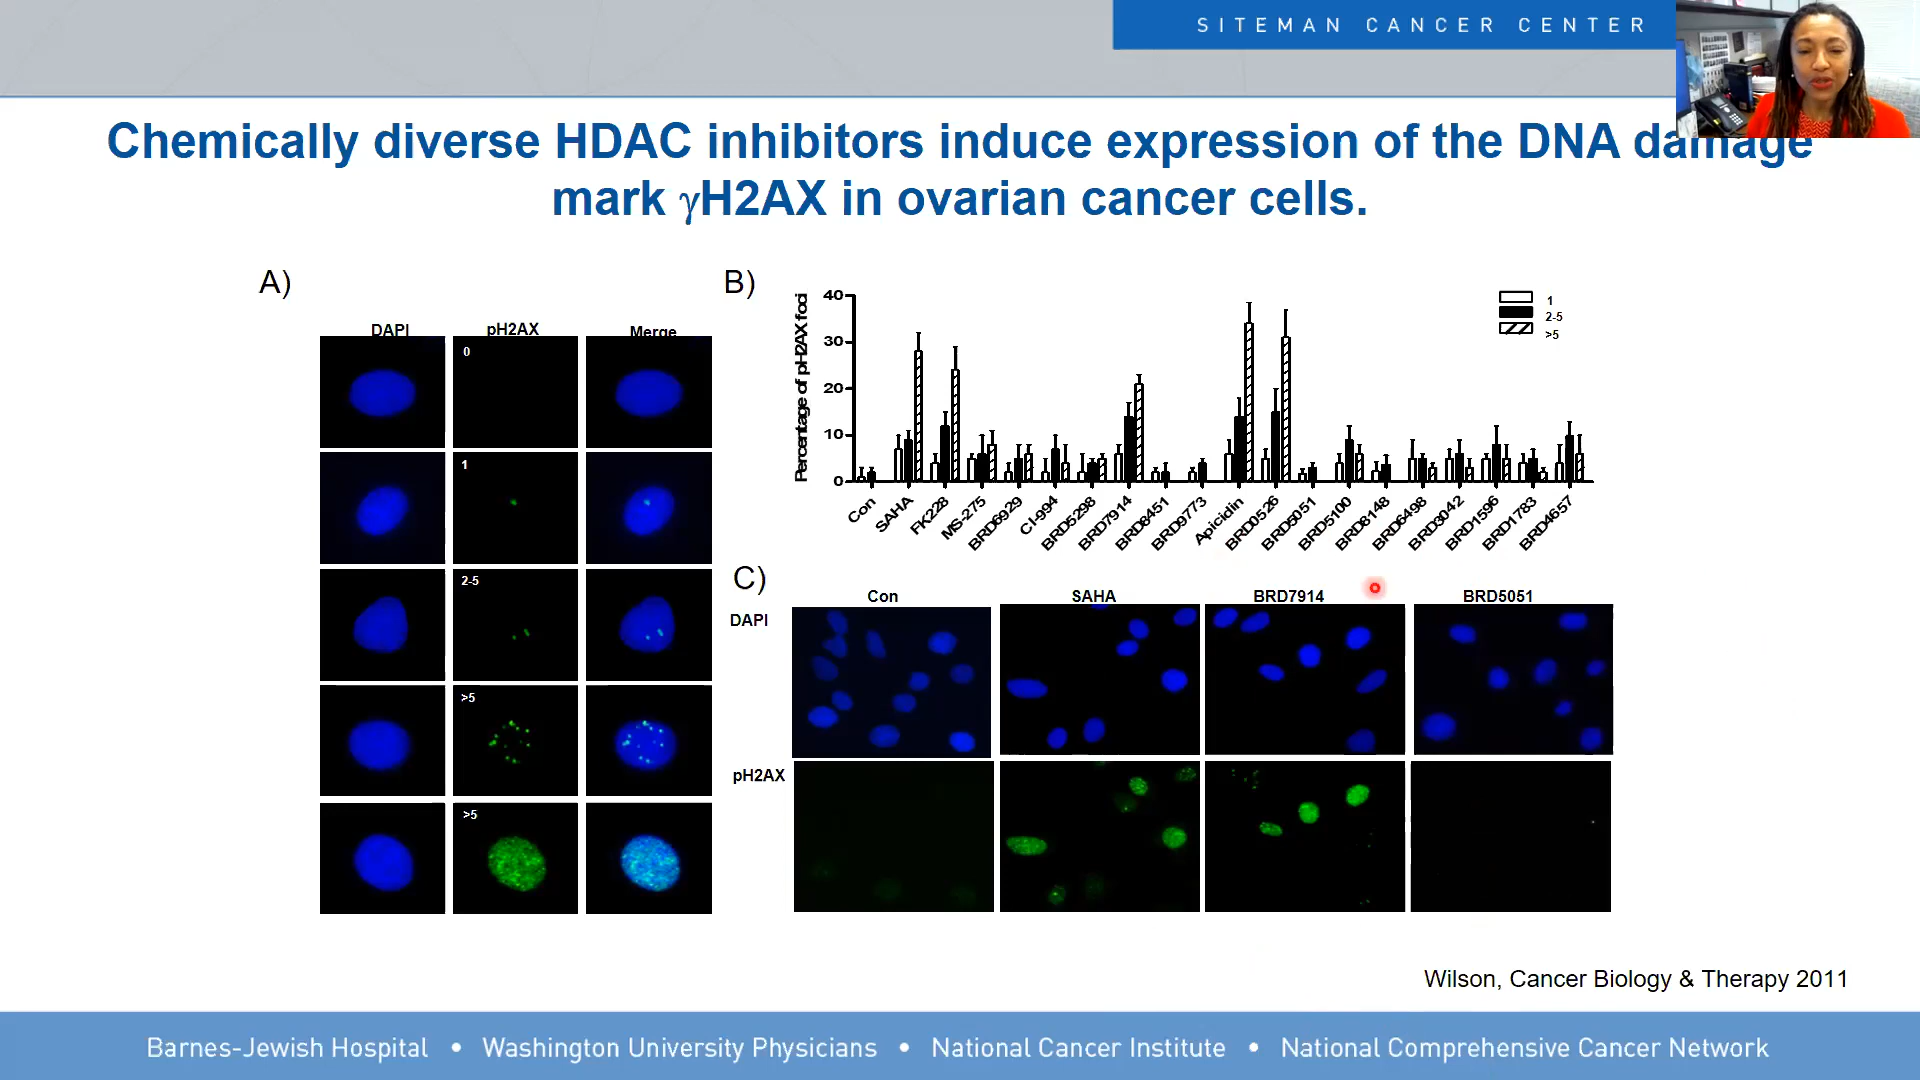 SITEMAN CANCER CENTER
Chemically diverse HDAC inhibitors induce expression of the DNA damage
mark γH2AX in ovarian cancer cells.
A)
DAPI pH2AX Merge
0
1
2-5
>5
>5
B)
Percentage of pH2AX foci
40
30
20
10
0
1
2-5
>5
Con SAHA FK228 MS-275 BRD6929 CI-994 BRD5298 BRD7914 BRD8451 BRD9773 Apicidin BRD0526 BRD5051 BRD5100 BRD8148 BRD6498 BRD3042 BRD1596 BRD1783 BRD4657
C)
Con SAHA BRD7914 BRD5051
DAPI
pH2AX
Wilson, Cancer Biology & Therapy 2011
Barnes-Jewish Hospital • Washington University Physicians • National Cancer Institute • National Comprehensive Cancer Network